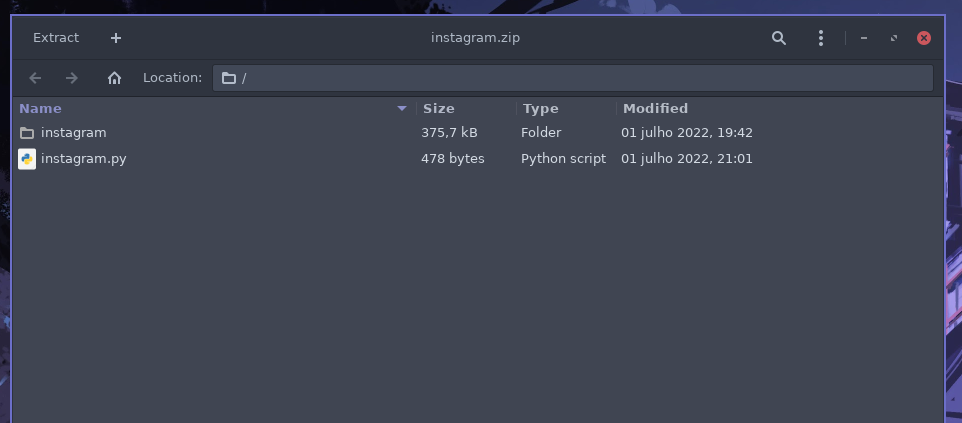 Extract + instagram.zip
Location: /
Name Size Type Modified
instagram 375,7 kB Folder 01 julho 2022, 19:42
instagram.py 478 bytes Python script 01 julho 2022, 21:01